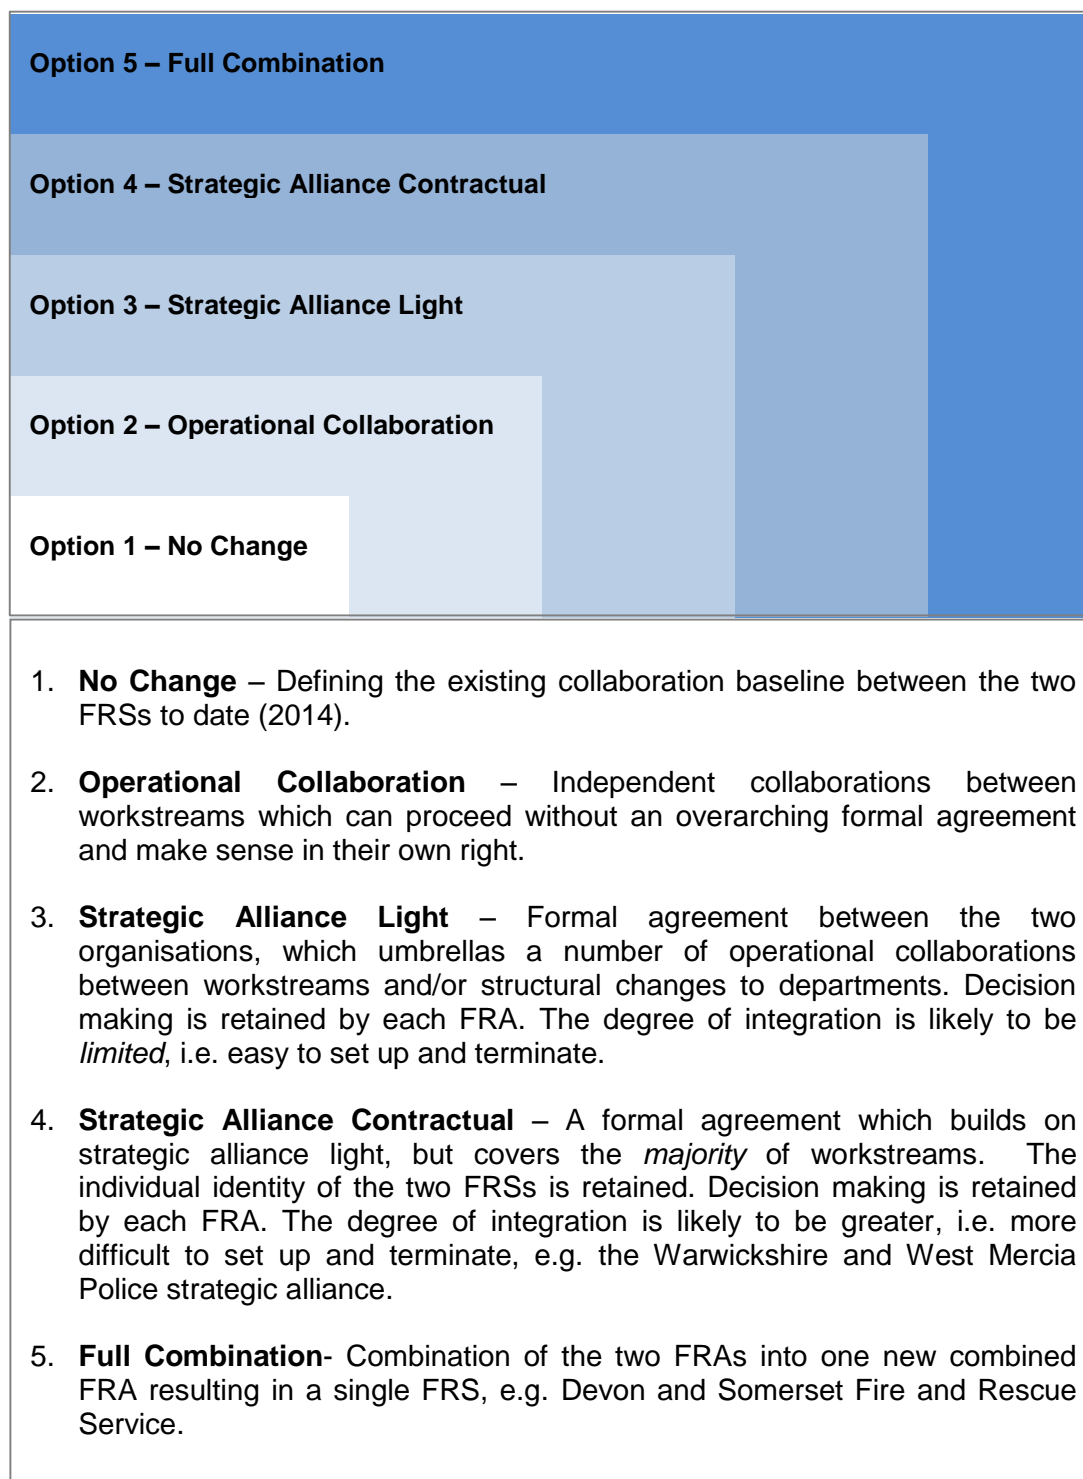 Option 5 – Full Combination
Option 4 – Strategic Alliance Contractual
Option 3 – Strategic Alliance Light
Option 2 – Operational Collaboration
Option 1 – No Change
1. No Change – Defining the existing collaboration baseline between the two
FRSs to date (2014).
2. Operational Collaboration – Independent collaborations between
workstreams which can proceed without an overarching formal agreement
and make sense in their own right.
3. Strategic Alliance Light – Formal agreement between the two
organisations, which umbrellas a number of operational collaborations
between workstreams and/or structural changes to departments. Decision
making is retained by each FRA. The degree of integration is likely to be
limited, i.e. easy to set up and terminate.
4. Strategic Alliance Contractual – A formal agreement which builds on
strategic alliance light, but covers the majority of workstreams. The
individual identity of the two FRSs is retained. Decision making is retained
by each FRA. The degree of integration is likely to be greater, i.e. more
difficult to set up and terminate, e.g. the Warwickshire and West Mercia
Police strategic alliance.
5. Full Combination- Combination of the two FRAs into one new combined
FRA resulting in a single FRS, e.g. Devon and Somerset Fire and Rescue
Service.